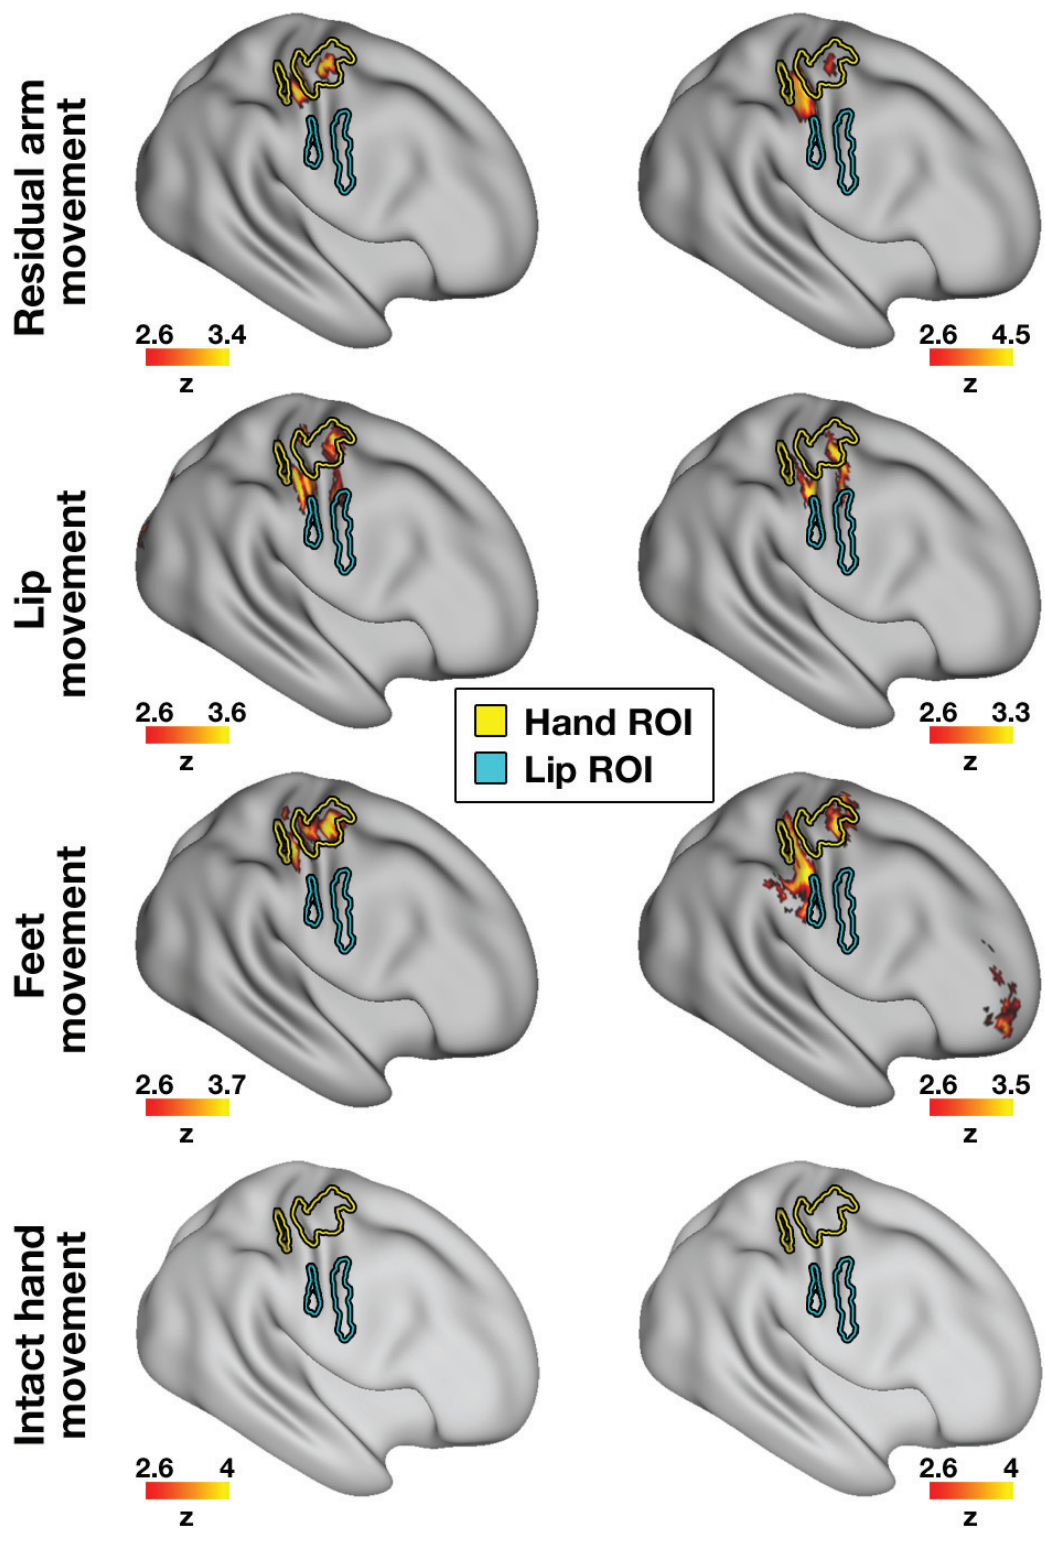 Residual arm
movement
2.6 3.4
z
2.6 4.5
z
Lip
movement
2.6 3.6
z
2.6 3.3
z
Hand ROI
Lip ROI
Feet
movement
2.6 3.7
z
2.6 3.5
z
Intact hand
movement
2.6 4
z
2.6 4
z